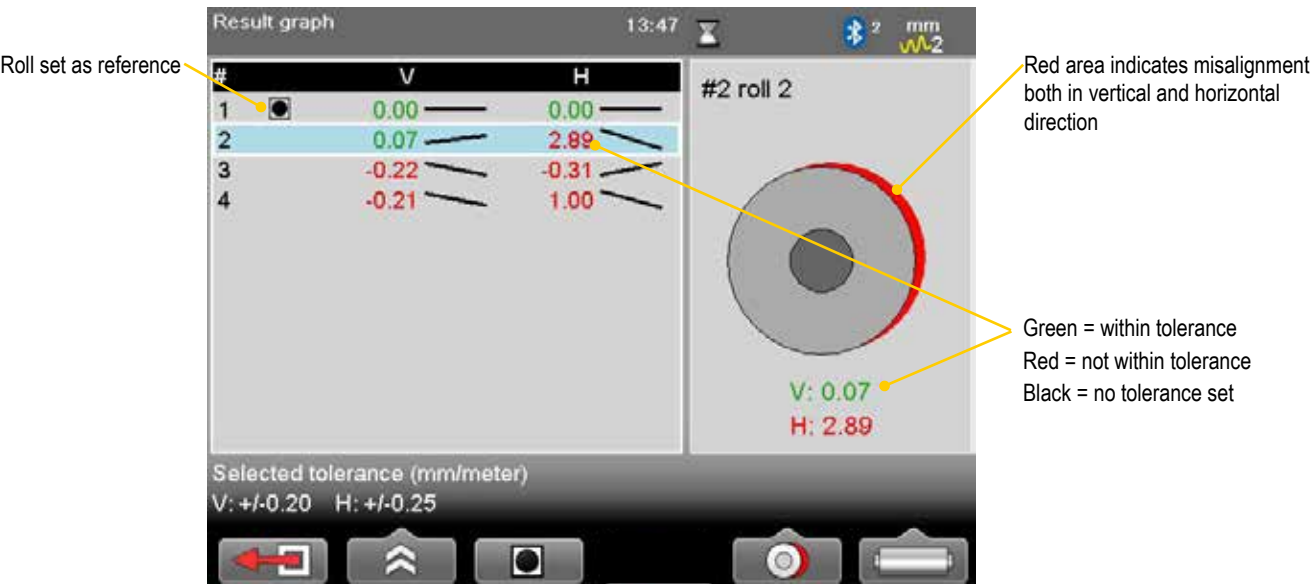 Result graph 13:47 2 mm 2
Roll set as reference
# V H
1 0.00 0.00
2 0.07 2.89
3 -0.22 -0.31
4 -0.21 1.00
#2 roll 2
Red area indicates misalignment
both in vertical and horizontal
direction
V: 0.07
H: 2.89
Green = within tolerance
Red = not within tolerance
Black = no tolerance set
Selected tolerance (mm/meter)
V: +/-0.20 H: +/-0.25